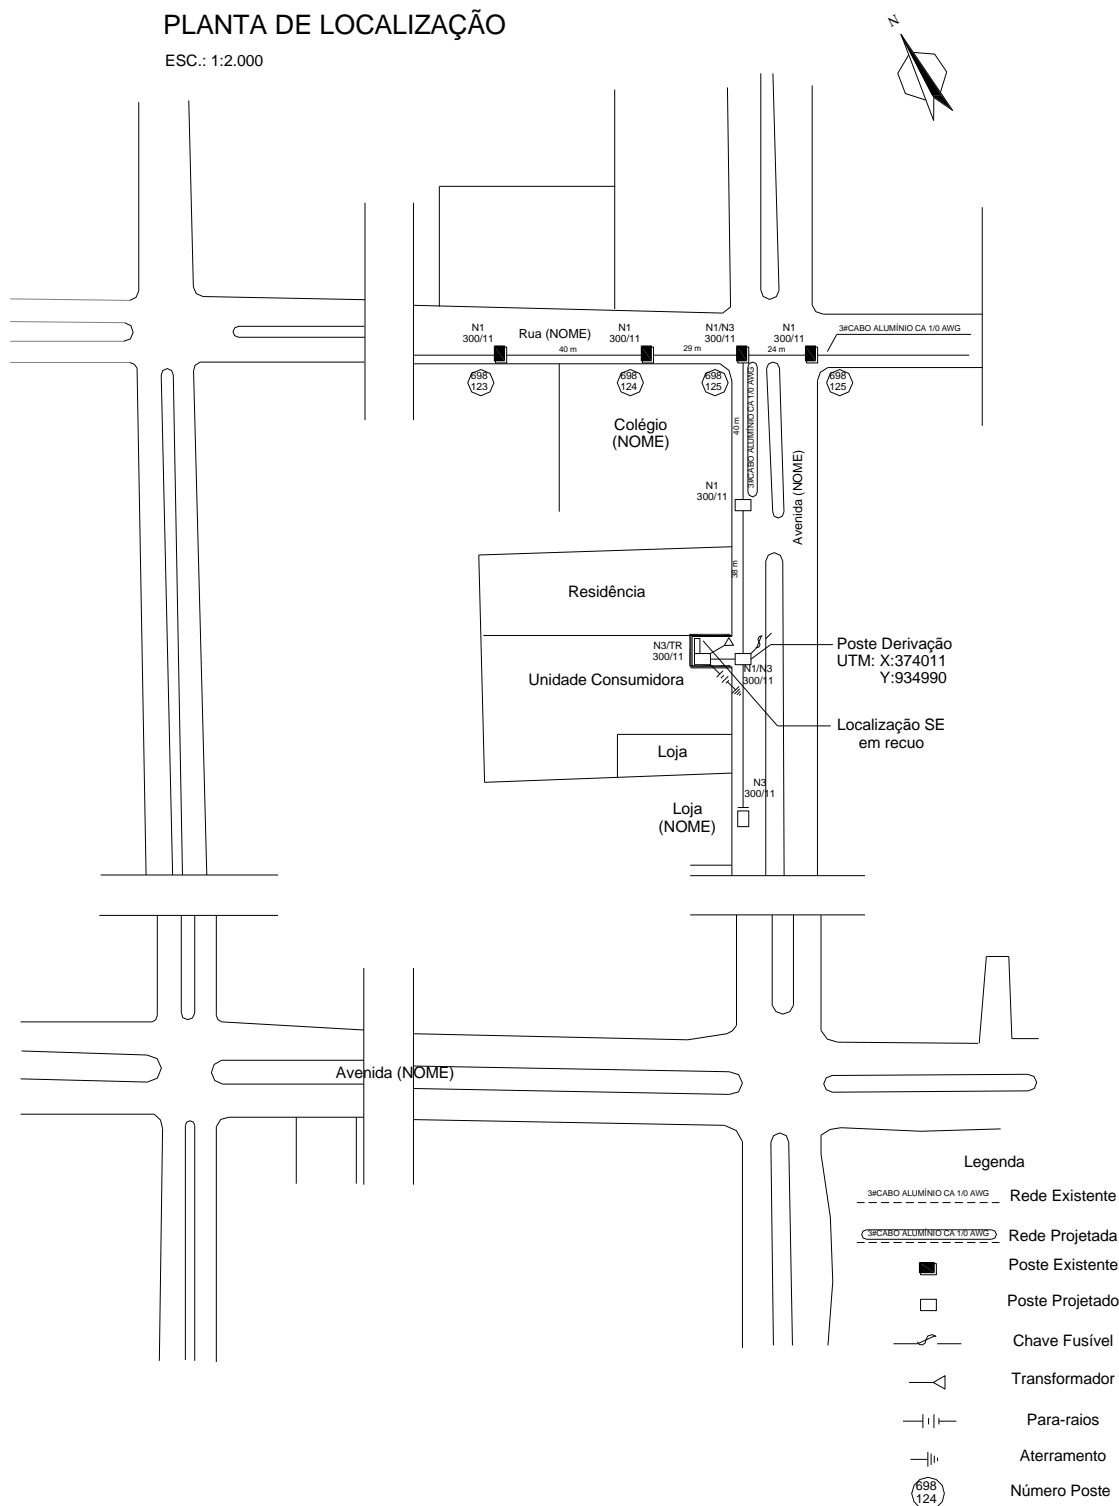 PLANTA DE LOCALIZAÇÃO
ESC.: 1:2.000
N
N1
300/11
Rua (NOME)
N1
300/11
N1/N3
300/11
N1
300/11
3#CABO ALUMÍNIO CA 1/0 AWG
40 m
29 m
24 m
698
123
698
124
698
125
698
125
Colégio
(NOME)
40 m
3#CABO ALUMÍNIO CA 1/0 AWG
Avenida (NOME)
N1
300/11
38 m
Residência
N3/TR
300/11
Poste Derivação
UTM: X:374011
Y:934990
N1/N3
300/11
Unidade Consumidora
Localização SE
em recuo
Loja
N3
300/11
Loja
(NOME)
Avenida (NOME)
Legenda
3#CABO ALUMÍNIO CA 1/0 AWG Rede Existente
3#CABO ALUMÍNIO CA 1/0 AWG Rede Projetada
Poste Existente
Poste Projetado
Chave Fusível
Transformador
Para-raios
Aterramento
698
124
Número Poste